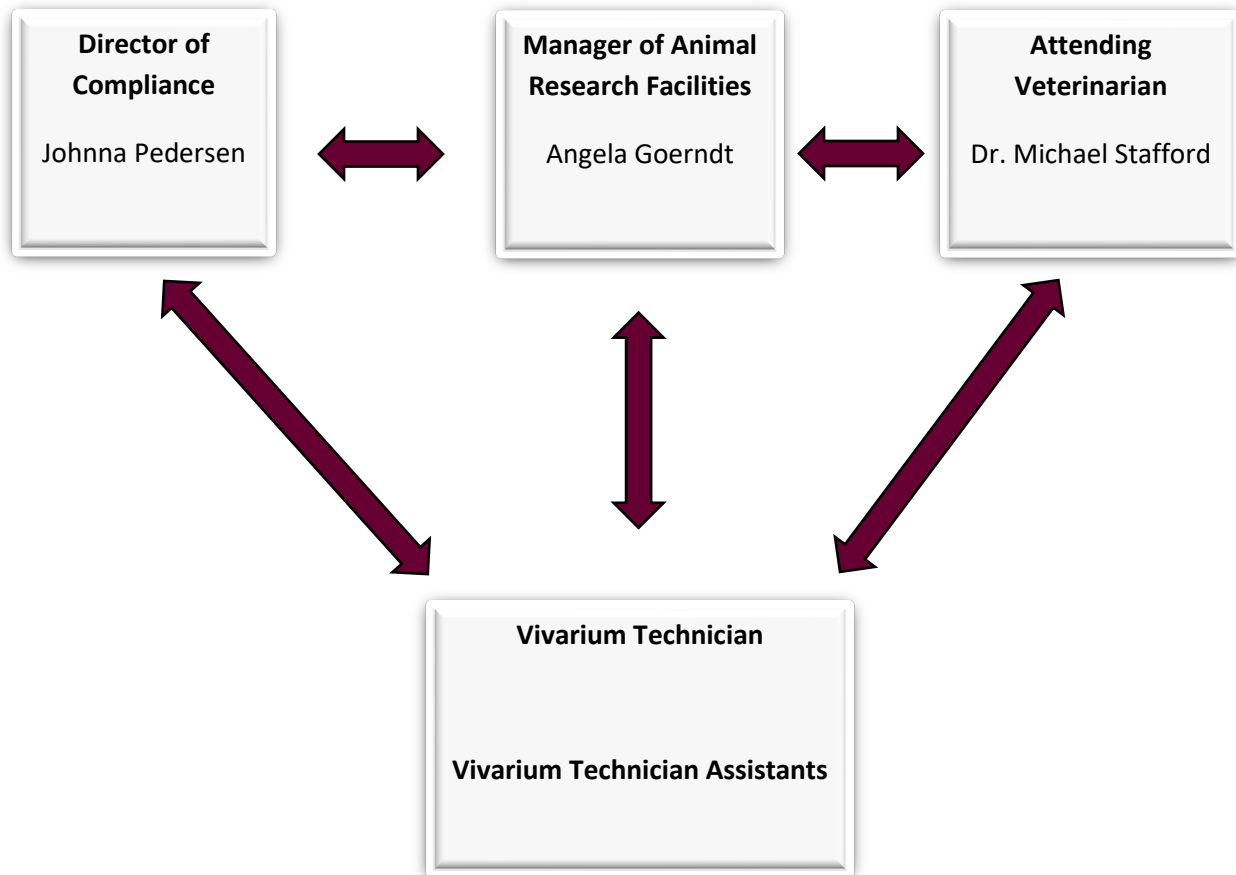 Director of
Compliance
Johnna Pedersen
Manager of Animal
Research Facilities
Angela Goerndt
Attending
Veterinarian
Dr. Michael Stafford
Vivarium Technician
Vivarium Technician Assistants